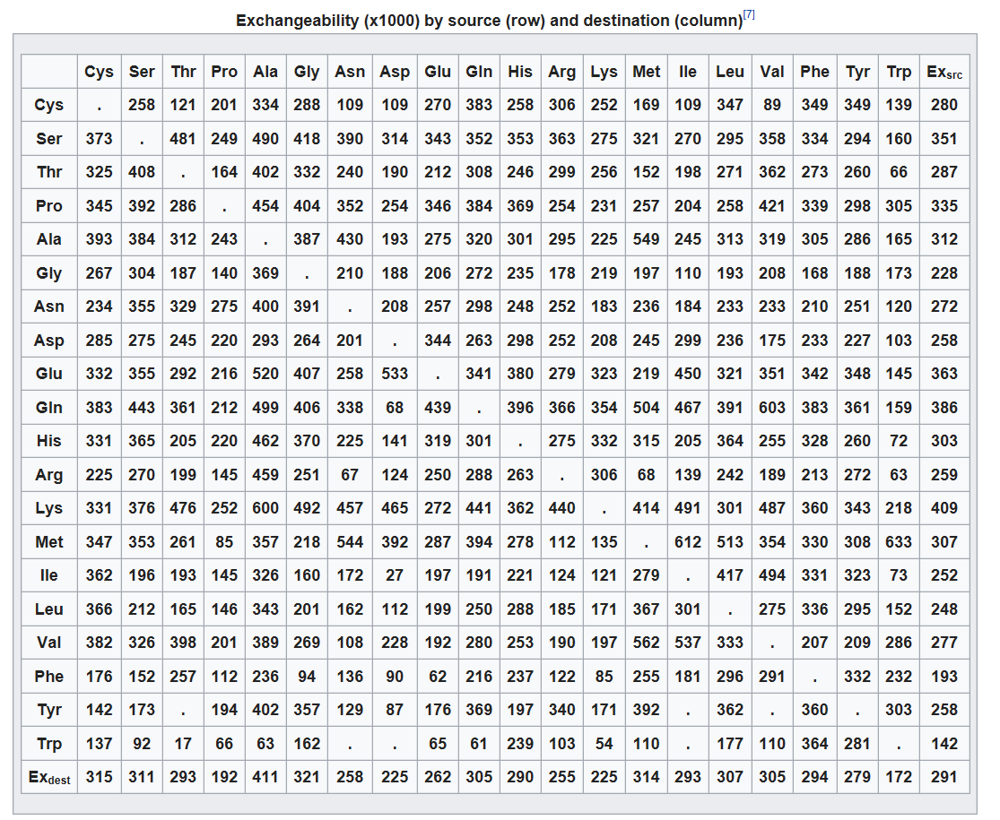 Exchangeability (x1000) by source (row) and destination (column)[7]
Cys Ser Thr Pro Ala Gly Asn Asp Glu Gln His Arg Lys Met Ile Leu Val Phe Tyr Trp Exsrc
Cys . 258 121 201 334 288 109 109 270 383 258 306 252 169 109 347 89 349 349 139 280
Ser 373 . 481 249 490 418 390 314 343 352 353 363 275 321 270 295 358 334 294 160 351
Thr 325 408 . 164 402 332 240 190 212 308 246 299 256 152 198 271 362 273 260 66 287
Pro 345 392 286 . 454 404 352 254 346 384 369 254 231 257 204 258 421 339 298 305 335
Ala 393 384 312 243 . 387 430 193 275 320 301 295 225 549 245 313 319 305 286 165 312
Gly 267 304 187 140 369 . 210 188 206 272 235 178 219 197 110 193 208 168 188 173 228
Asn 234 355 329 275 400 391 . 208 257 298 248 252 183 236 184 233 233 210 251 120 272
Asp 285 275 245 220 293 264 201 . 344 263 298 252 208 245 299 236 175 233 227 103 258
Glu 332 355 292 216 520 407 258 533 . 341 380 279 323 219 450 321 351 342 348 145 363
Gln 383 443 361 212 499 406 338 68 439 . 396 366 354 504 467 391 603 383 361 159 386
His 331 365 205 220 462 370 225 141 319 301 . 275 332 315 205 364 255 328 260 72 303
Arg 225 270 199 145 459 251 67 124 250 288 263 . 306 68 139 242 189 213 272 63 259
Lys 331 376 476 252 600 492 457 465 272 441 362 440 . 414 491 301 487 360 343 218 409
Met 347 353 261 85 357 218 544 392 287 394 278 112 135 . 612 513 354 330 308 633 307
Ile 362 196 193 145 326 160 172 27 197 191 221 124 121 279 . 417 494 331 323 73 252
Leu 366 212 165 146 343 201 162 112 199 250 288 185 171 367 301 . 275 336 295 152 248
Val 382 326 398 201 389 269 108 228 192 280 253 190 197 562 537 333 . 207 209 286 277
Phe 176 152 257 112 236 94 136 90 62 216 237 122 85 255 181 296 291 . 332 232 193
Tyr 142 173 . 194 402 357 129 87 176 369 197 340 171 392 . 362 . 360 . 303 258
Trp 137 92 17 66 63 162 . . 65 61 239 103 54 110 . 177 110 364 281 . 142
Exdest 315 311 293 192 411 321 258 225 262 305 290 255 225 314 293 307 305 294 279 172 291